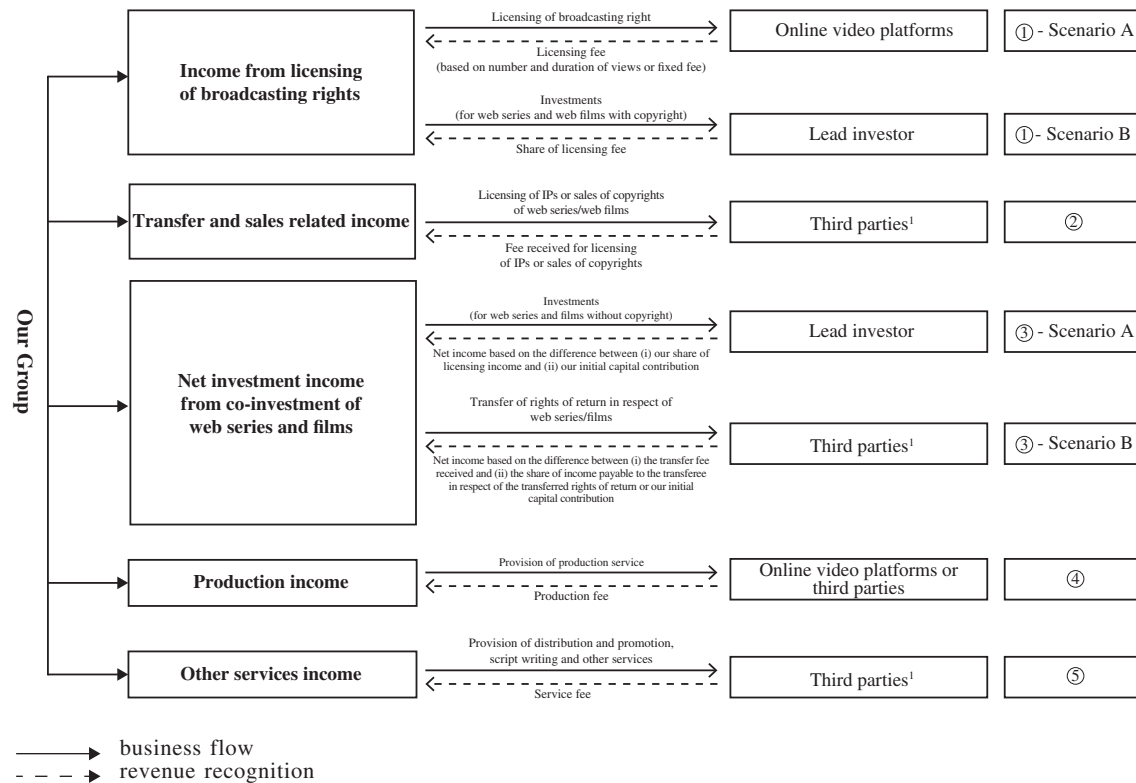 Our Group
Income from licensing
of broadcasting rights
Licensing of broadcasting right
Licensing fee
(based on number and duration of views or fixed fee)
Online video platforms
① - Scenario A
Investments
(for web series and web films with copyright)
Share of licensing fee
Lead investor
①- Scenario B
Transfer and sales related income
Licensing of IPs or sales of copyrights
of web series/web films
Fee received for licensing
of IPs or sales of copyrights
Third parties¹
②
Net investment income
from co-investment of
web series and films
Investments
(for web series and films without copyright)
Net income based on the difference between (i) our share of
licensing income and (ii) our initial capital contribution
Lead investor
③ - Scenario A
Transfer of rights of return in respect of
web series/films
Net income based on the difference between (i) the transfer fee
received and (ii) the share of income payable to the transferee
in respect of the transferred rights of return or our initial
capital contribution
Third parties¹
③ - Scenario B
Production income
Provision of production service
Production fee
Online video platforms or
third parties
④
Other services income
Provision of distribution and promotion,
script writing and other services
Service fee
Third parties¹
⑤
business flow
revenue recognition